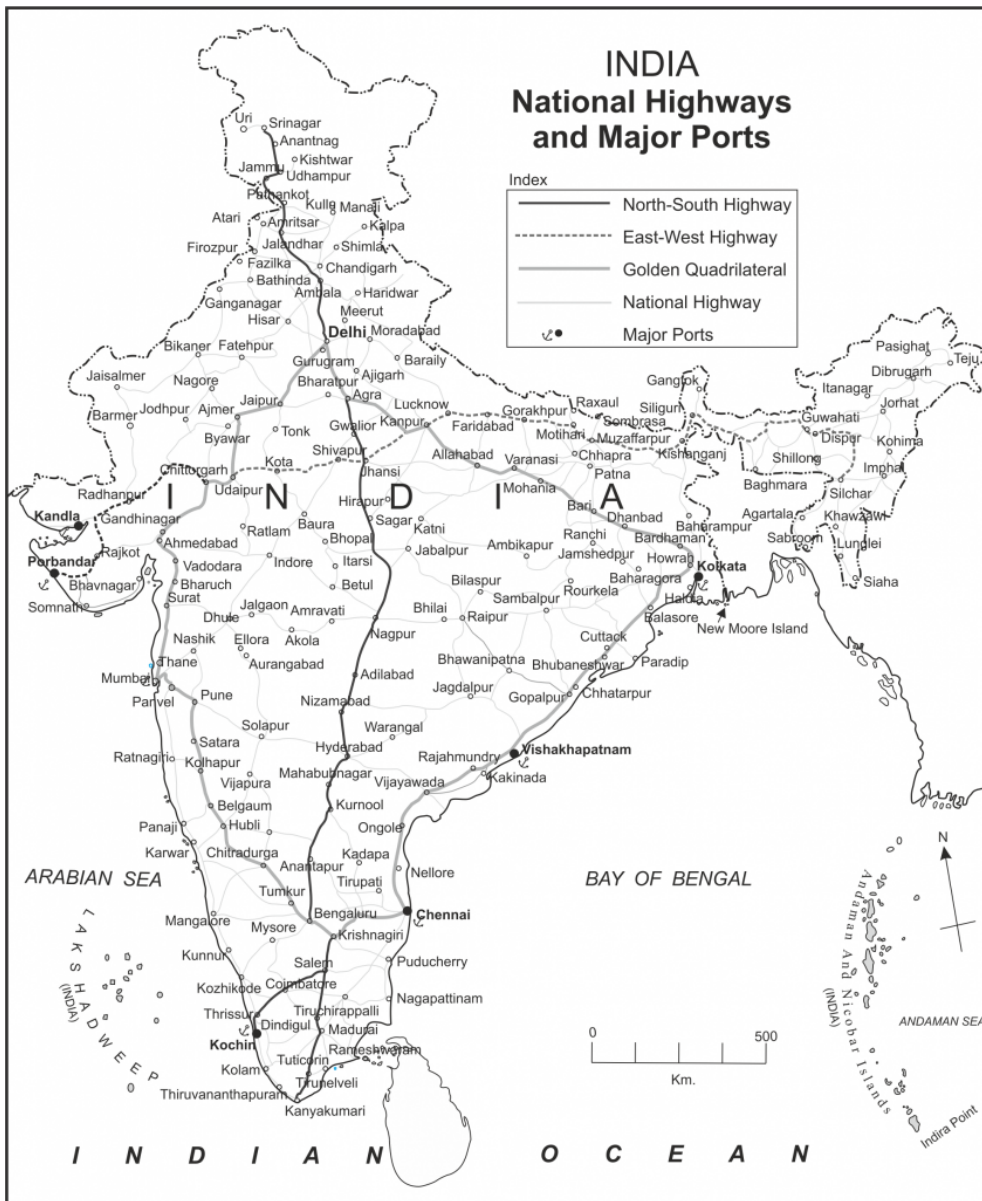 INDIA
National Highways
and Major Ports
Index
North-South Highway
East-West Highway
Golden Quadrilateral
National Highway
Major Ports
Uri
Srinagar
Anantnag
Kishtwar
Jammu
Udhampur
Pathankot
Kulle
Manali
Atari
Amritsar
Kalpa
Firozpur
Jalandhar
Shimla
Fazilka
Chandigarh
Bathinda
Ganganagar
Ambala
Haridwar
Hisar
Meerut
Delhi
Moradabad
Bikaner
Fatehpur
Gurugram
Baraily
Pasighat
Teju
Jaisalmer
Nagore
Bharatpur
Ajigarh
Gangtok
Dibrugarh
Itanagar
Barmer
Jodhpur
Ajmer
Jaipur
Agra
Lucknow
Gorakhpur
Raxaul
Siliguri
Jorhat
Byawar
Tonk
Gwalior
Kanpur
Faridabad
Motihari
Sombrasa
Muzaffarpur
Guwahati
Dispur
Kohima
Chittorgarh
Kota
Shivapur
Jhansi
Allahabad
Varanasi
Chhapra
Patna
Kishanganj
Shillong
Imphal
Radhanpur
Udaipur
Mohania
Baghmara
Silchar
I N D I A
Kandla
Gandhinagar
Ratlam
Baura
Hirapur
Sagar
Katni
Bari
Dhanbad
Baharampur
Agartala
Khawzawl
Ahmedabad
Bhopal
Jabalpur
Ambikapur
Ranchi
Bardhaman
Sabroom
Rajkot
Vadodara
Indore
Itarsi
Jamshedpur
Howrah
Lunglei
Porbandar
Bhavnagar
Bharuch
Betul
Bilaspur
Rourkela
Baharagora
Kolkata
Siaha
Somnath
Surat
Jalgaon
Amravati
Bhilai
Sambalpur
Haldia
Dhule
Akola
Nagpur
Raipur
Balasore
New Moore Island
Nashik
Ellora
Aurangabad
Cuttack
Thane
Adilabad
Bhawanipatna
Bhubaneshwar
Paradip
Mumbai
Panvel
Pune
Nizamabad
Jagdalpur
Gopalpur
Chhatarpur
Solapur
Warangal
Satara
Hyderabad
Rajahmundry
Vishakhapatnam
Ratnagiri
Kolhapur
Vijapura
Mahabubnagar
Vijayawada
Kakinada
Belgaum
Kurnool
Panaji
Hubli
Ongole
Karwar
Chitradurga
Anantapur
Kadapa
Nellore
ARABIAN SEA
BAY OF BENGAL
N
Tumkur
Tirupati
Mangalore
Bengaluru
Chennai
Mysore
Krishnagiri
Kunnur
Salem
Puducherry
LAKSHADWEEP
(INDIA)
Kozhikode
Coimbatore
Nagapattinam
Thrissur
Tiruchirappalli
Dindigul
Madurai
Kochin
Rameshwaram
Kolam
Tuticorin
Tirunelveli
Thiruvananthapuram
Kanyakumari
0 500
Km.
Andaman And Nicobar Islands
(INDIA)
ANDAMAN SEA
Indira Point
I N D I A N O C E A N